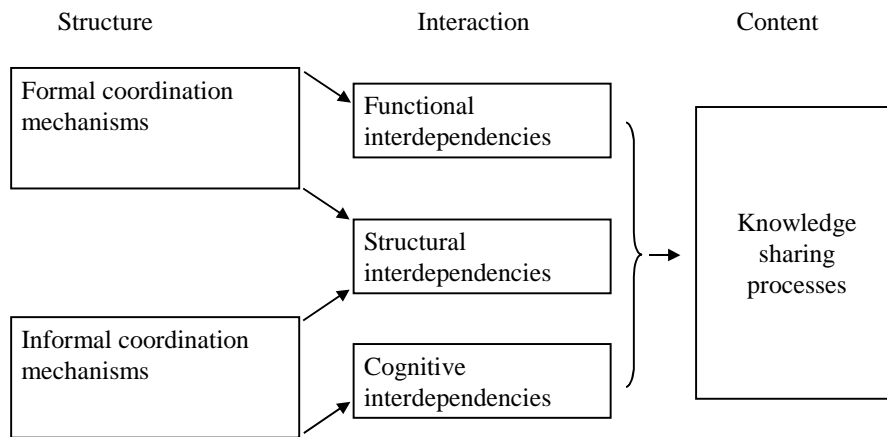 Structure
Interaction
Content
Formal coordination
mechanisms
Functional
interdependencies
Structural
interdependencies
Knowledge
sharing
processes
Informal coordination
mechanisms
Cognitive
interdependencies